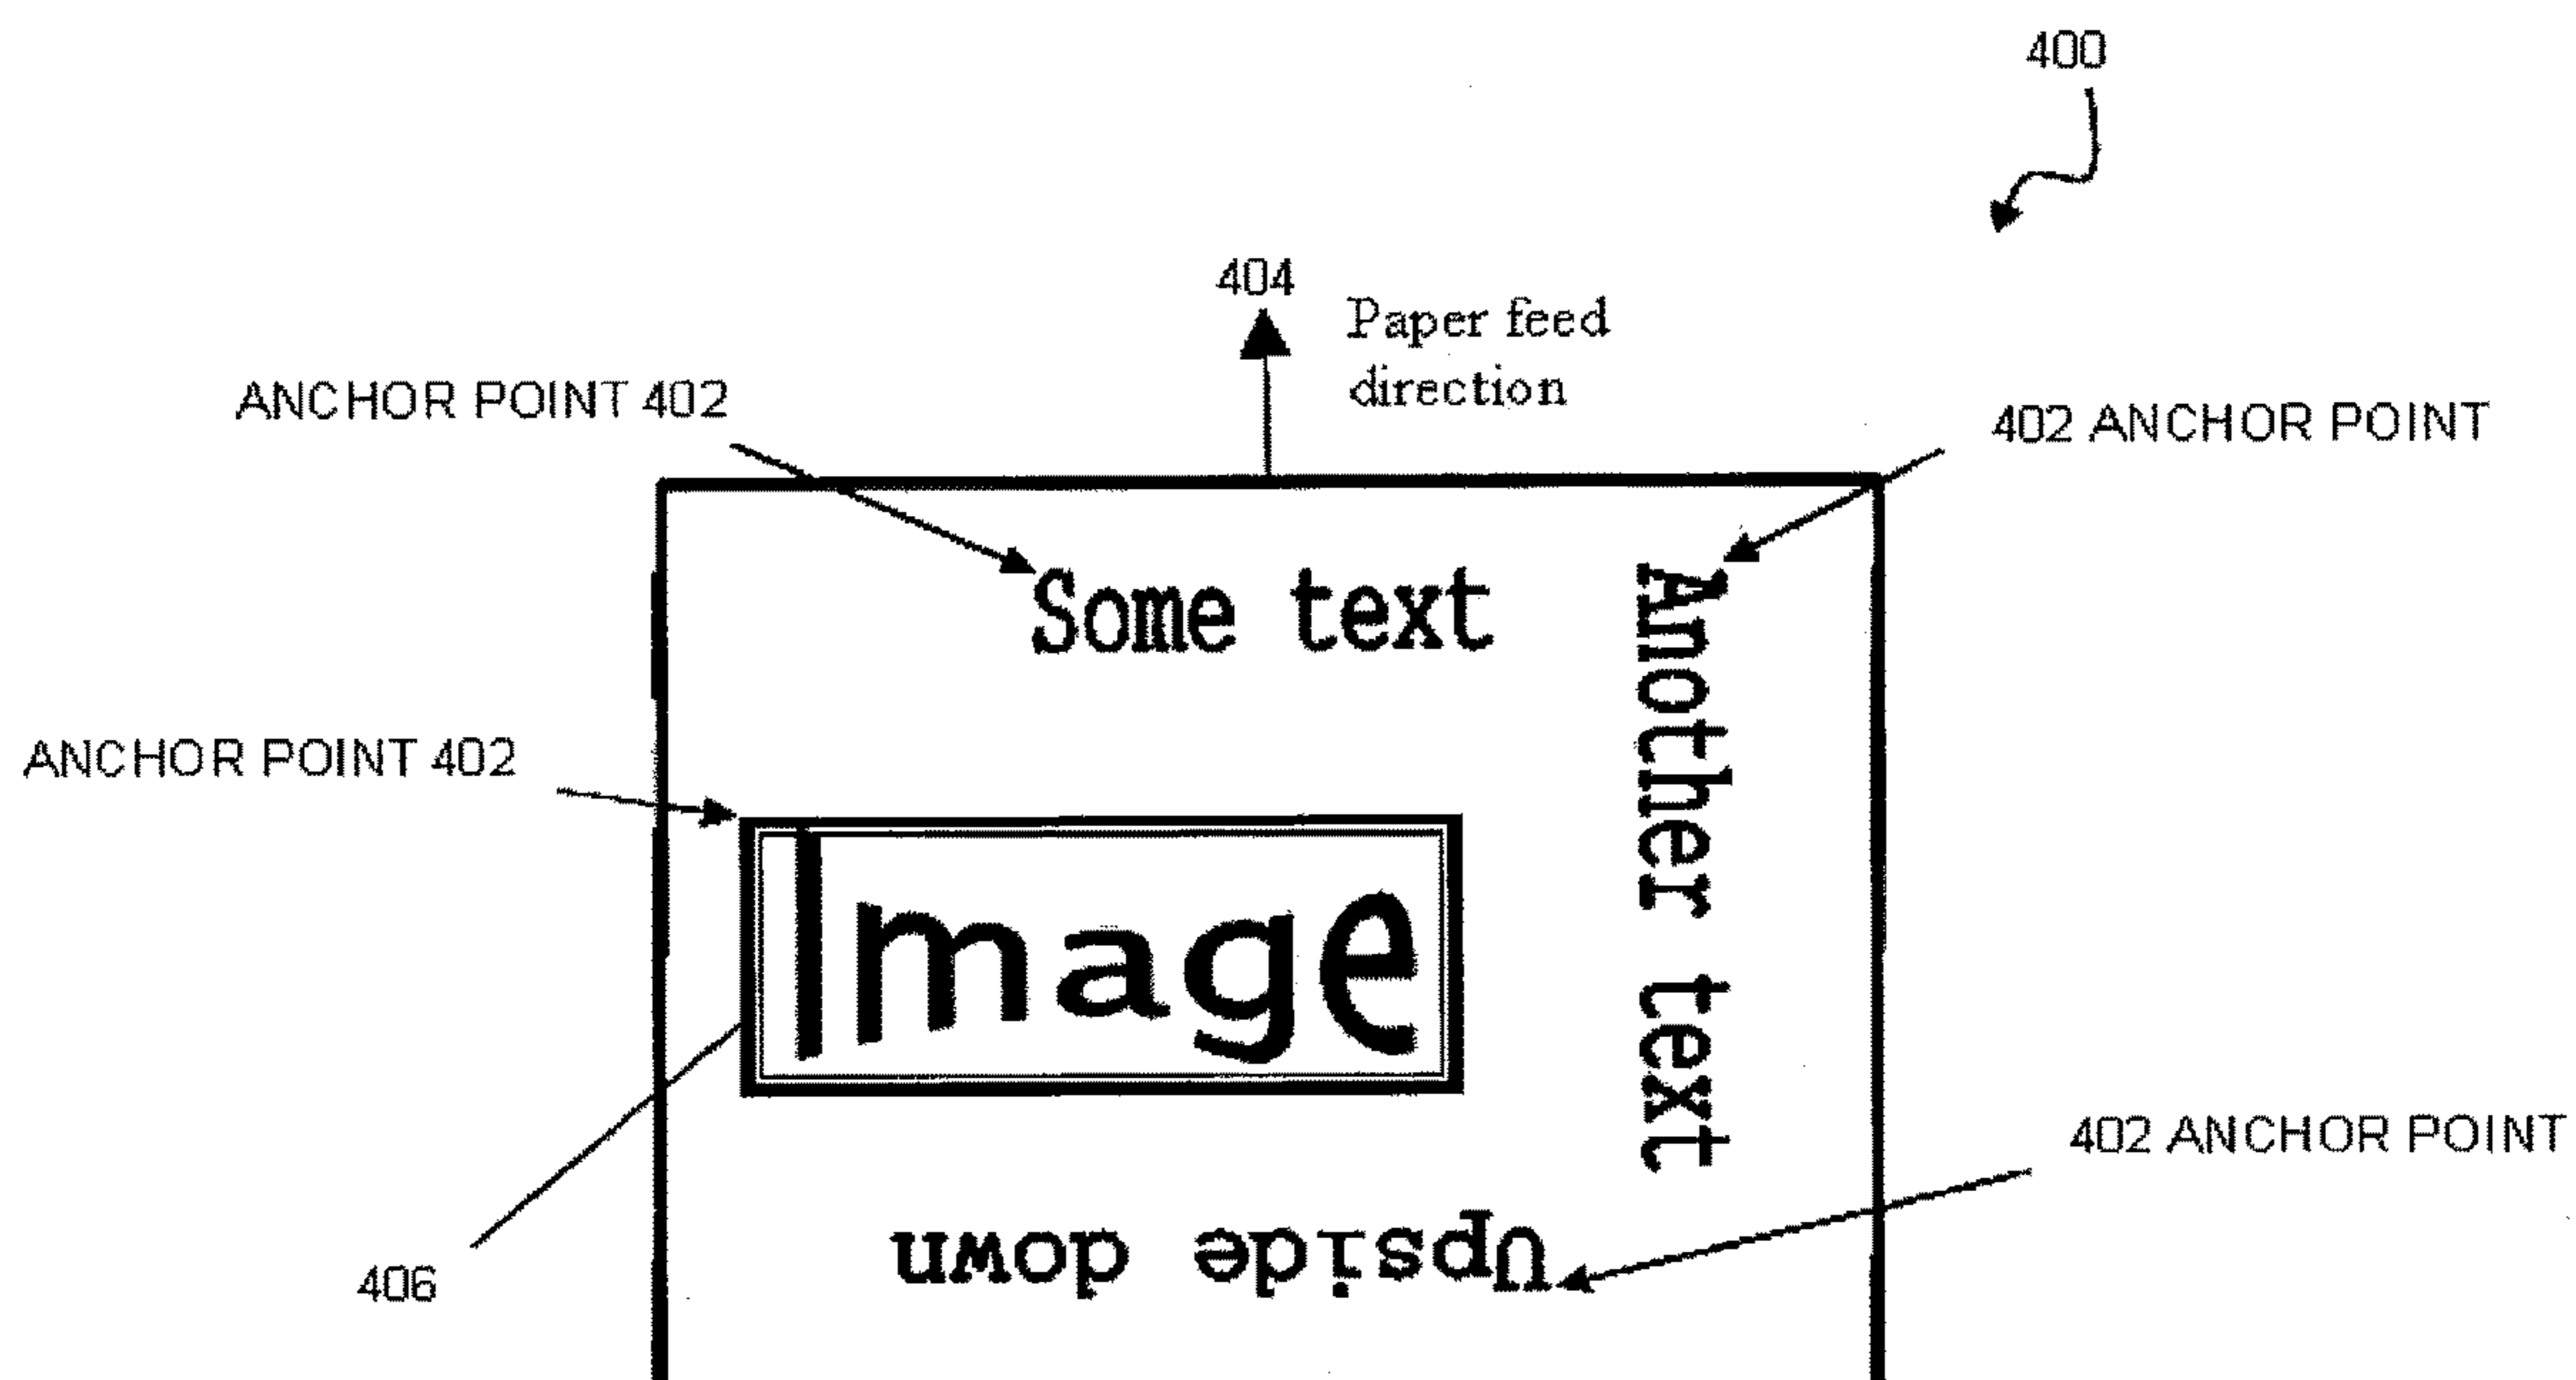 400
404
Paper feed
direction
ANCHOR POINT 402
402 ANCHOR POINT
Some text
Another text
ANCHOR POINT 402
Image
402 ANCHOR POINT
Upside down
406